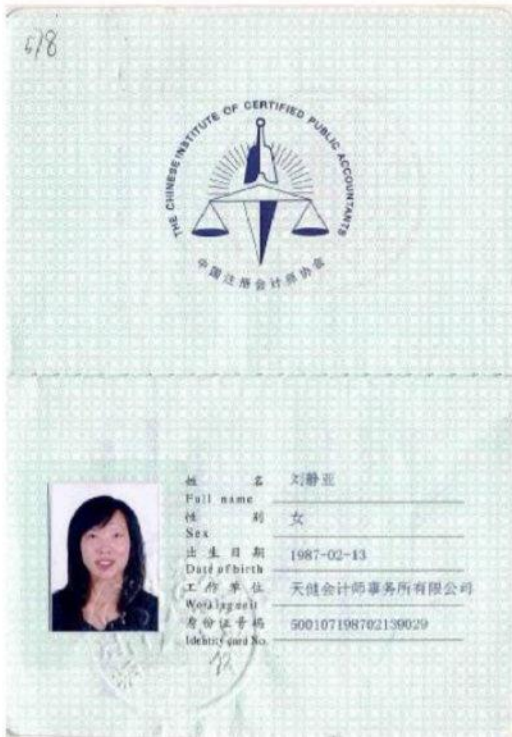 518
THE CHINESE INSTITUTE OF CERTIFIED PUBLIC ACCOUNTANTS
中国注册会计师协会
姓 名 刘静亚
Full name
性 别 女
Sex
出生日期 1987-02-13
Date of birth
工作单位 天健会计师事务所有限公司
Working unit
身份证号码 500107198702139029
Identity card No.